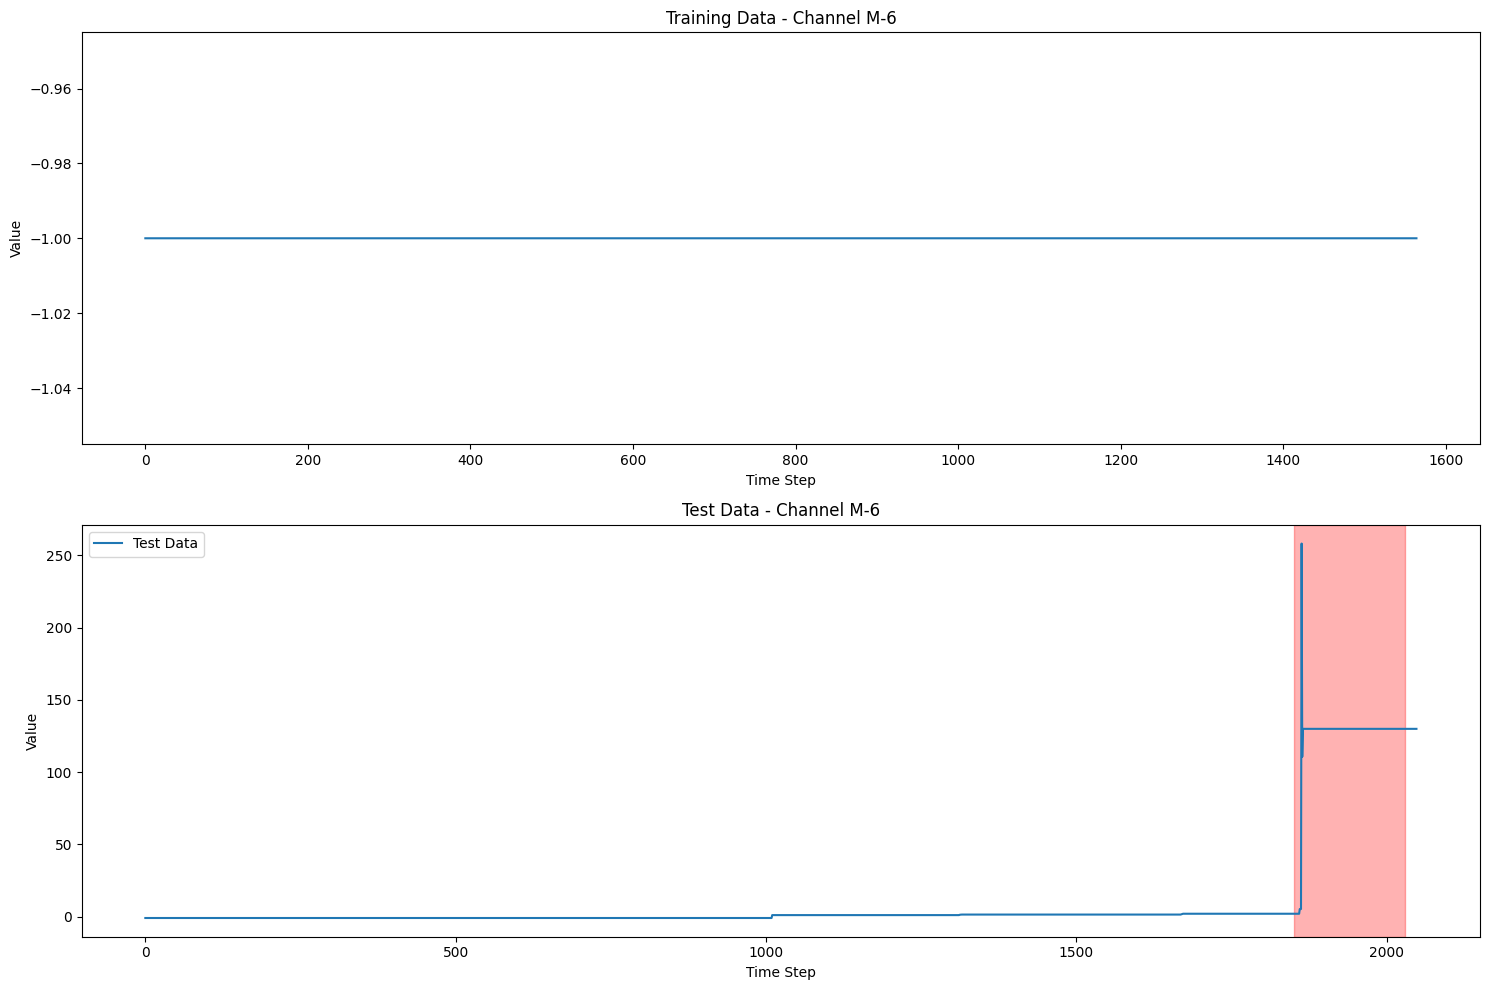 Training Data - Channel M-6
−0.96
−0.98
−1.00
−1.02
−1.04
Value
0 200 400 600 800 1000 1200 1400 1600
Time Step
Test Data - Channel M-6
Test Data
250
200
150
100
50
0
Value
0 500 1000 1500 2000
Time Step